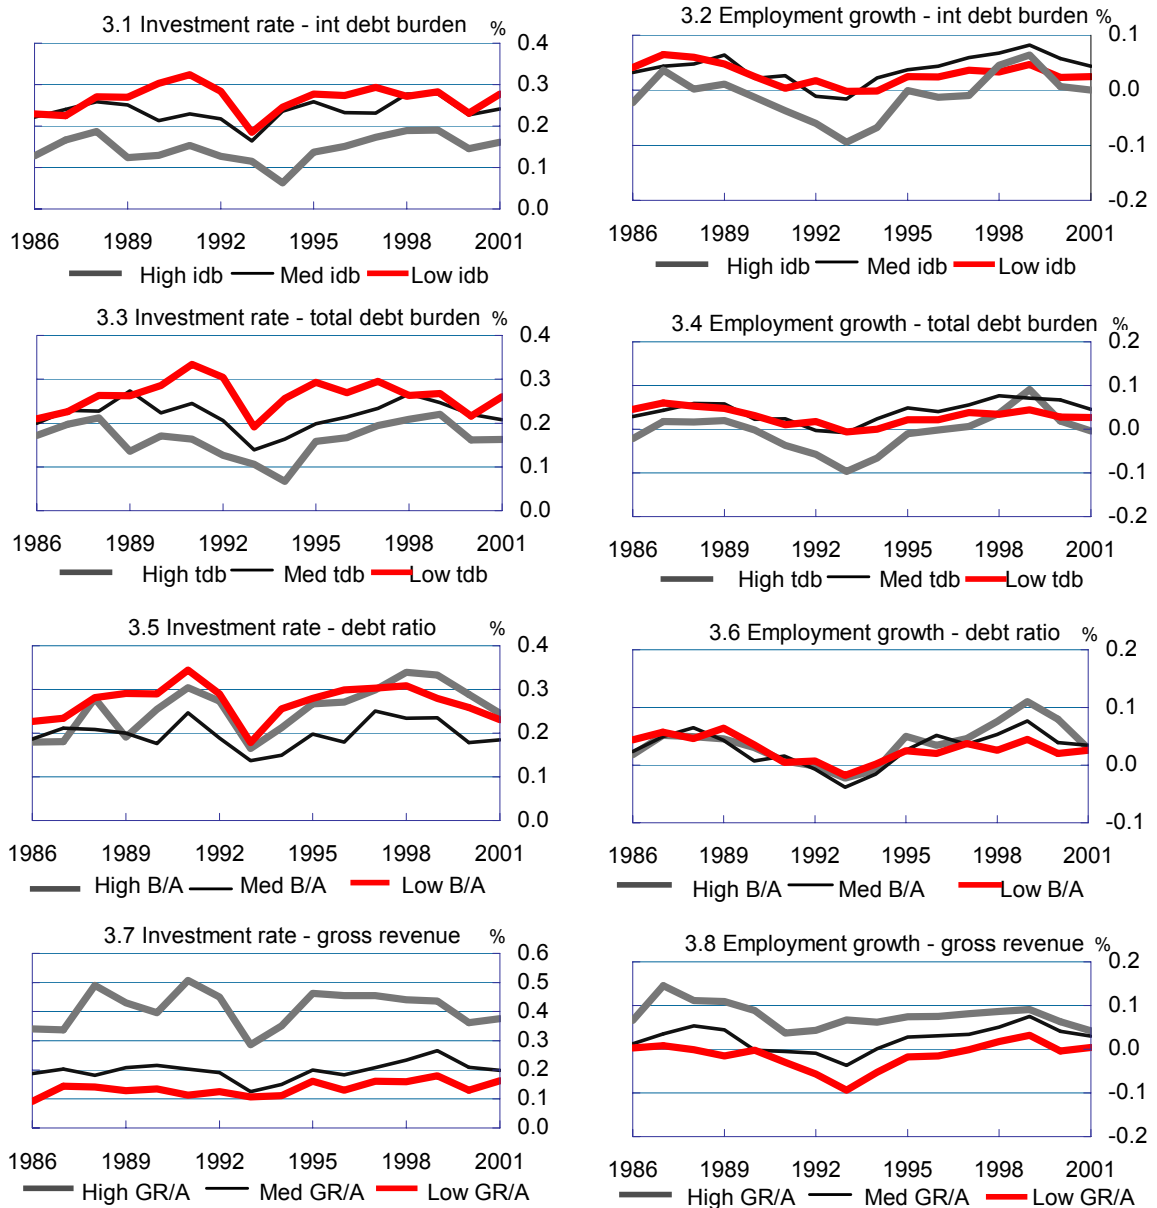 3.1 Investment rate - int debt burden %
0.4
0.3
0.2
0.1
0.0
1986 1989 1992 1995 1998 2001
High idb Med idb Low idb
3.2 Employment growth - int debt burden %
0.1
0.0
-0.1
-0.2
1986 1989 1992 1995 1998 2001
High idb Med idb Low idb
3.3 Investment rate - total debt burden %
0.4
0.3
0.2
0.1
0.0
1986 1989 1992 1995 1998 2001
High tdb Med tdb Low tdb
3.4 Employment growth - total debt burden %
0.2
0.1
0.0
-0.1
-0.2
1986 1989 1992 1995 1998 2001
High tdb Med tdb Low tdb
3.5 Investment rate - debt ratio %
0.4
0.3
0.2
0.1
0.0
1986 1989 1992 1995 1998 2001
High B/A Med B/A Low B/A
3.6 Employment growth - debt ratio %
0.2
0.1
0.0
-0.1
1986 1989 1992 1995 1998 2001
High B/A Med B/A Low B/A
3.7 Investment rate - gross revenue %
0.6
0.5
0.4
0.3
0.2
0.1
0.0
1986 1989 1992 1995 1998 2001
High GR/A Med GR/A Low GR/A
3.8 Employment growth - gross revenue %
0.2
0.1
0.0
-0.1
-0.2
1986 1989 1992 1995 1998 2001
High GR/A Med GR/A Low GR/A